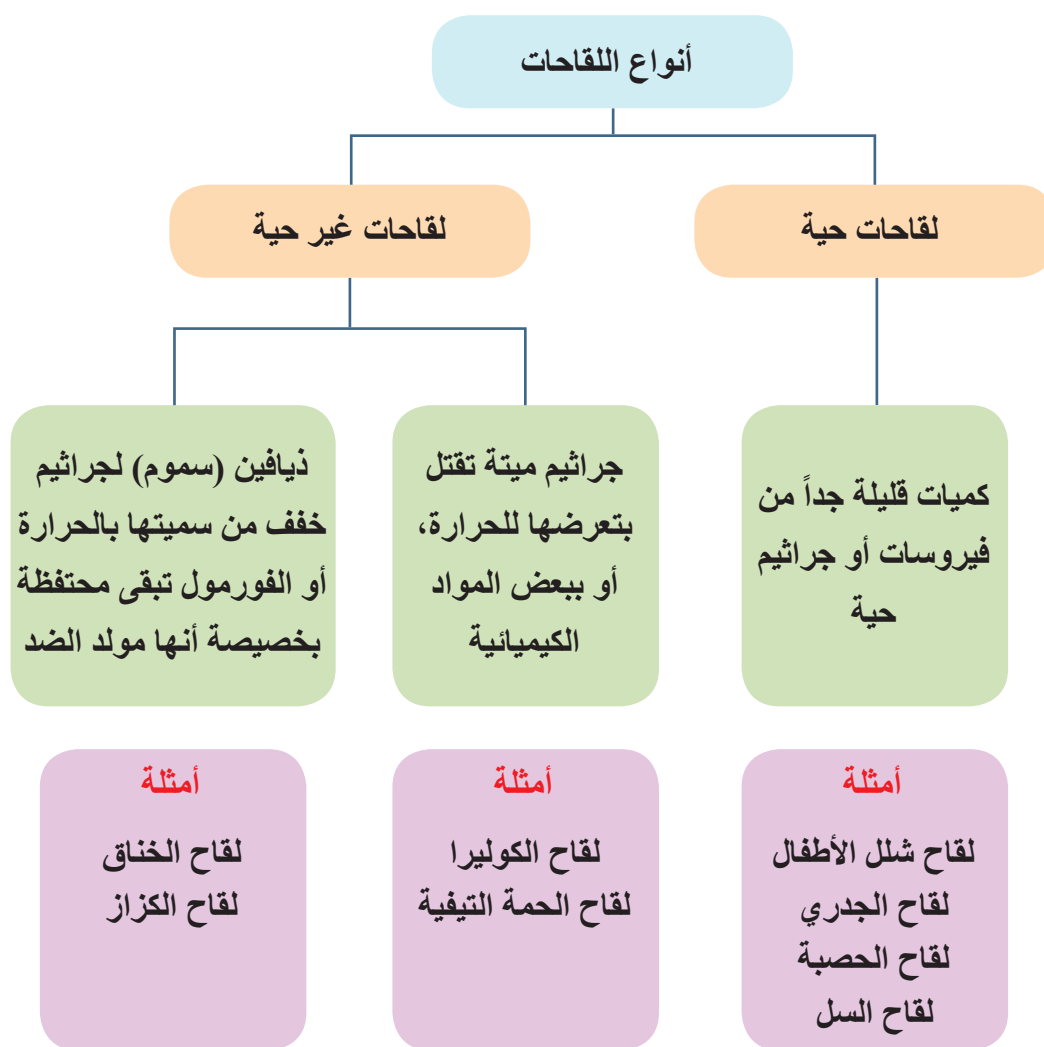 أنواع اللقاحات
لقاحات حية
لقاحات غير حية
كميات قليلة جداً من
فيروسات أو جراثيم
حية
جراثيم ميتة تقتل
بتعرضها للحرارة،
أو ببعض المواد
الكيميائية
ذيافين (سموم) لجراثيم
خفف من سميتها بالحرارة
أو الفورمول تبقى محتفظة
بخصيصة أنها مولد الضد
أمثلة
لقاح شلل الأطفال
لقاح الجدري
لقاح الحصبة
لقاح السل
أمثلة
لقاح الكوليرا
لقاح الحمة التيفية
أمثلة
لقاح الخناق
لقاح الكزاز